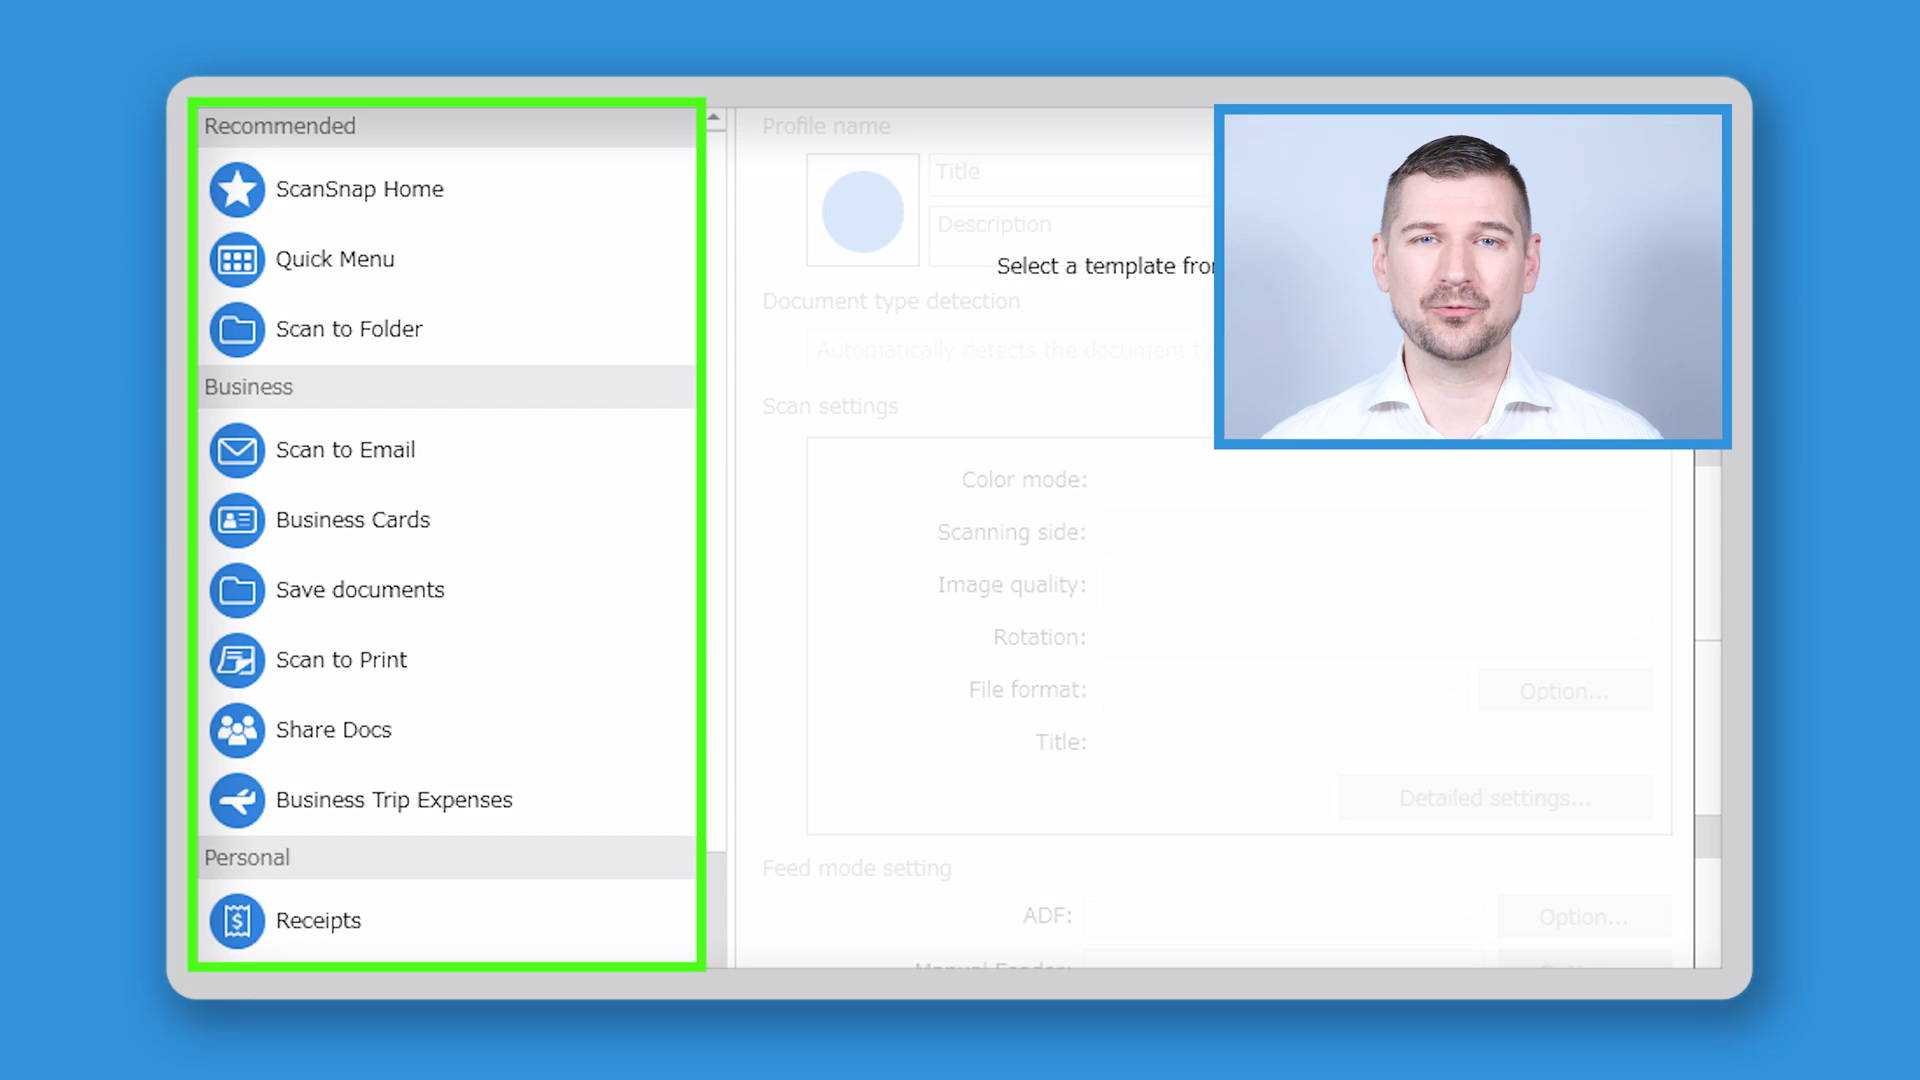 Recommended
ScanSnap Home
Quick Menu
Scan to Folder
Business
Scan to Email
Business Cards
Save documents
Scan to Print
Share Docs
Business Trip Expenses
Personal
Receipts
Profile name
Title
Description
Select a template
Document type detection
Automatically detects the document
Scan settings
Color mode:
Scanning side:
Image quality:
Rotation:
File format:
Option...
Title:
Detailed settings...
Feed mode setting
ADF:
Option...